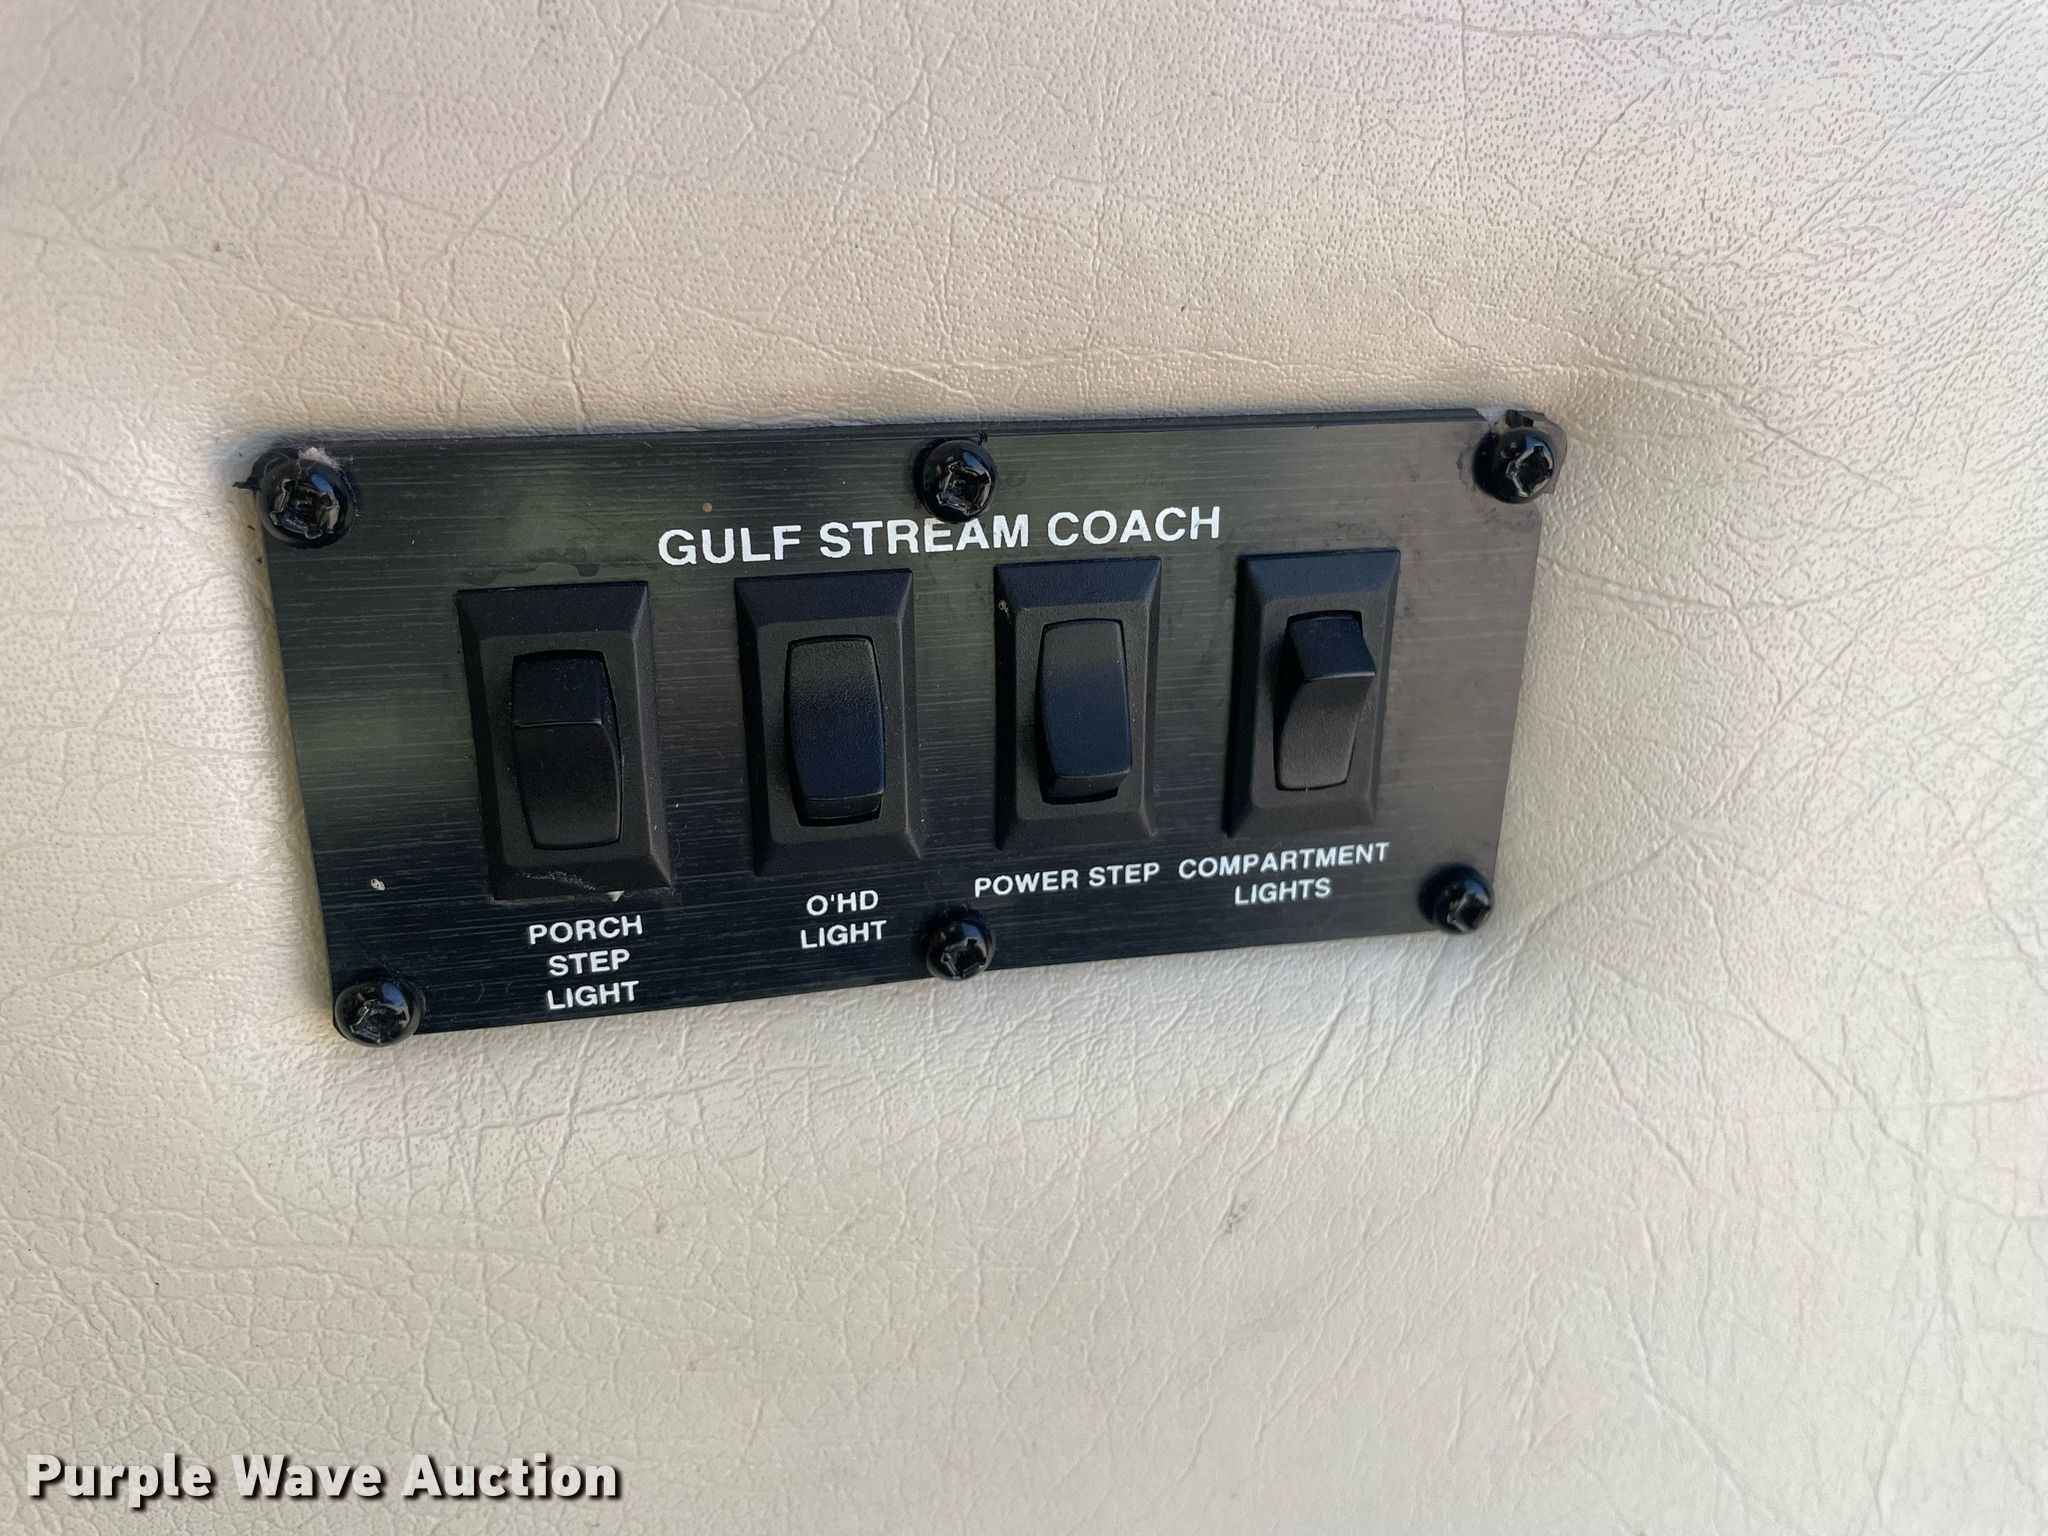 GULF STREAM COACH
PORCH
STEP
LIGHT
O'HD
LIGHT
POWER STEP
COMPARTMENT
LIGHTS
Purple Wave Auction